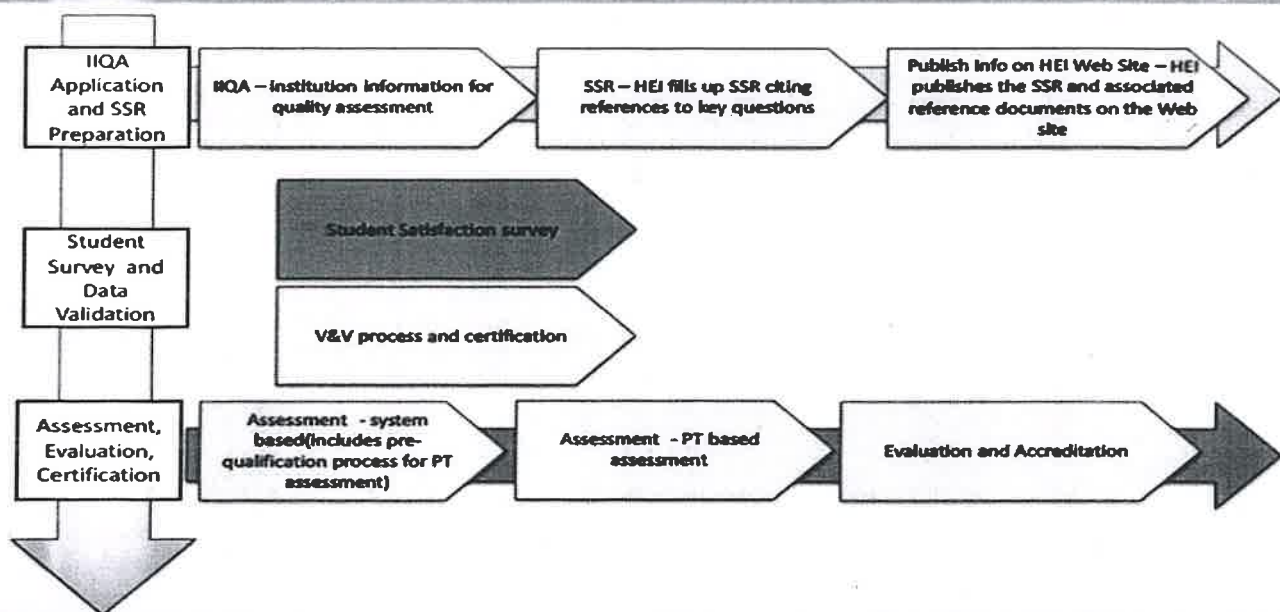 IIQA
Application
and SSR
Preparation
IIQA – Institution Information for
quality assessment
SSR – HEI fills up SSR citing
references to key questions
Publish Info on HEI Web Site – HEI
publishes the SSR and associated
reference documents on the Web
site
Student
Survey and
Data
Validation
Student Satisfaction survey
V&V process and certification
Assessment,
Evaluation,
Certification
Assessment - system
based(Includes pre-
qualification process for PT
assessment)
Assessment - PT based
assessment
Evaluation and Accreditation